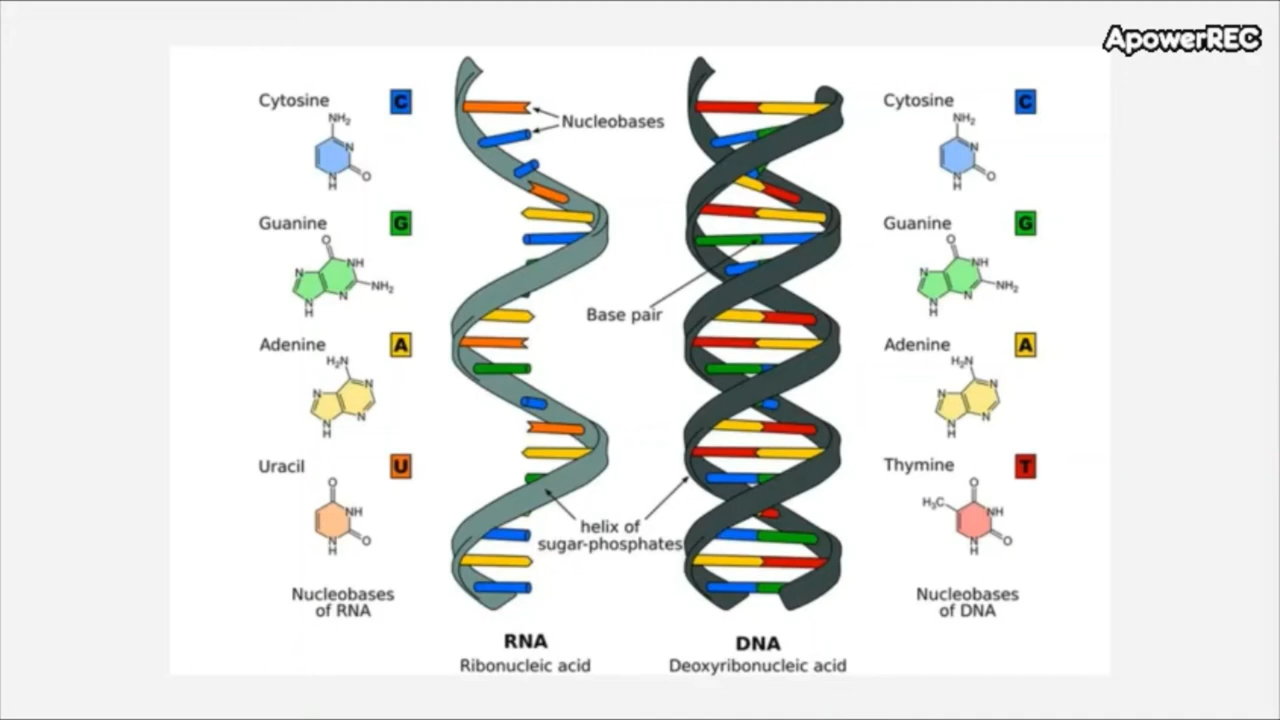 ApowerREC
Cytosine
C
NH₂
N
N
H
O
Guanine
G
O
N
NH
N
H
N
NH₂
Adenine
A
H₂N
N
N
N
H
N
Uracil
U
O
NH
N
H
O
Nucleobases
of RNA
Nucleobases
Base pair
helix of
sugar-phosphates
RNA
Ribonucleic acid
DNA
Deoxyribonucleic acid
Cytosine
C
NH₂
N
N
H
O
Guanine
G
O
N
NH
N
H
N
NH₂
Adenine
A
H₂N
N
N
N
H
N
Thymine
T
O
H₃C
NH
N
H
O
Nucleobases
of DNA